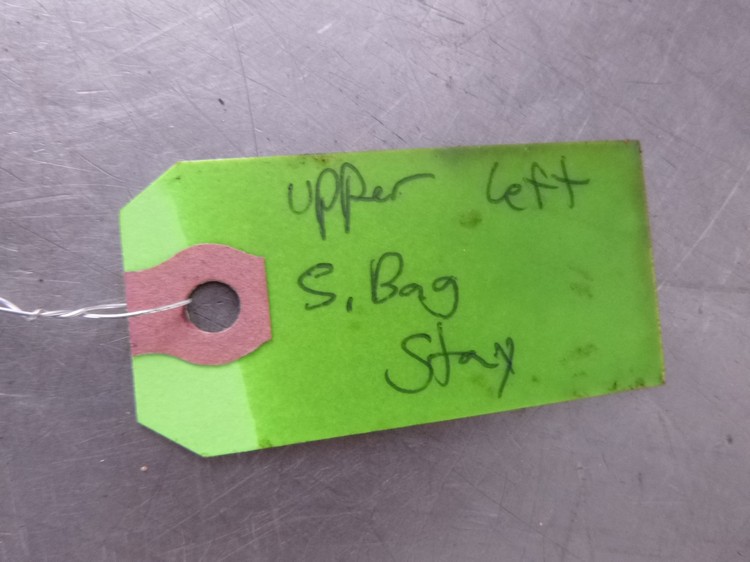 upper left
S. Bag
Stay